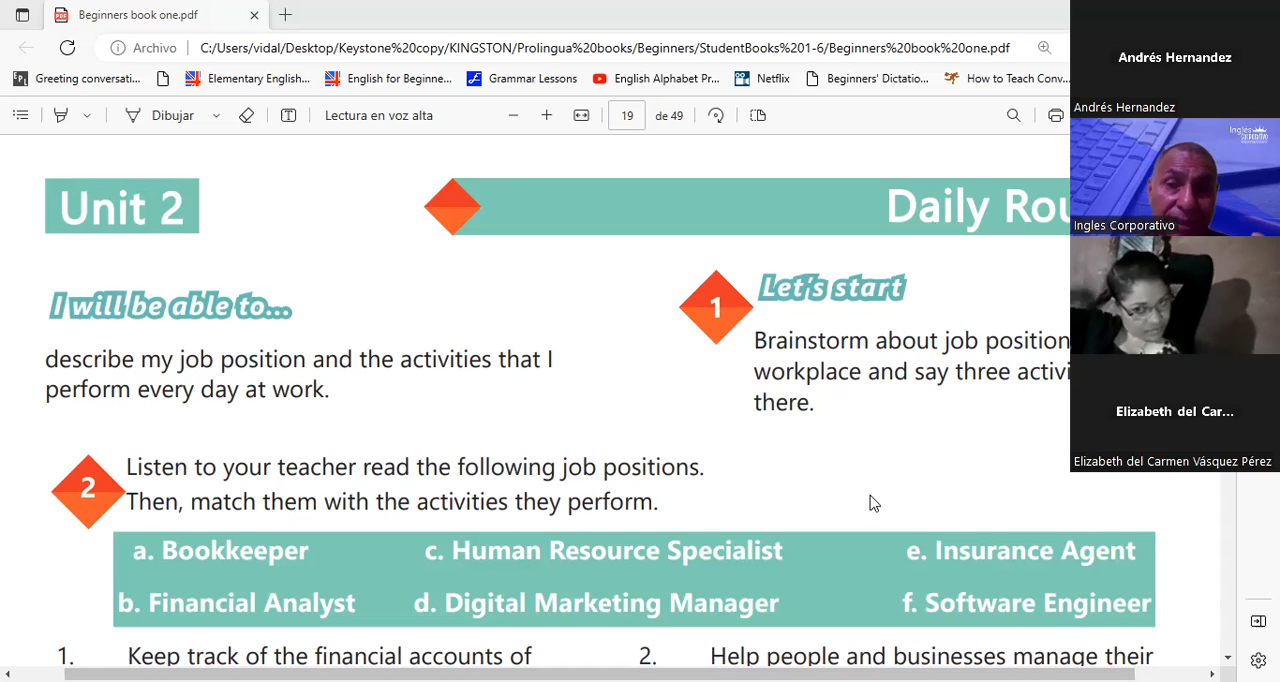 Beginners book one.pdf
Archivo
C:/Users/vidal/Desktop/Keystone%20copy/KINGSTON/Prolingua%20books/Beginners/StudentBooks%201-6/Beginners%20book%20one.pdf
Greeting conversati...
Elementary English...
English for Beginne...
Grammar Lessons
English Alphabet Pr...
Netflix
Beginners' Dictatio...
How to Teach Conv...
Dibujar
Lectura en voz alta
19
de 49
Andrés Hernandez
Andrés Hernandez
Ingles Corporativo
Elizabeth del Car...
Elizabeth del Carmen Vásquez Pérez
Unit 2
Daily Rou
I will be able to...
describe my job position and the activities that I
perform every day at work.
1
Let's start
Brainstorm about job position
workplace and say three activi
there.
2
Listen to your teacher read the following job positions.
Then, match them with the activities they perform.
a. Bookkeeper
c. Human Resource Specialist
e. Insurance Agent
b. Financial Analyst
d. Digital Marketing Manager
f. Software Engineer
1. Keep track of the financial accounts of
2. Help people and businesses manage their